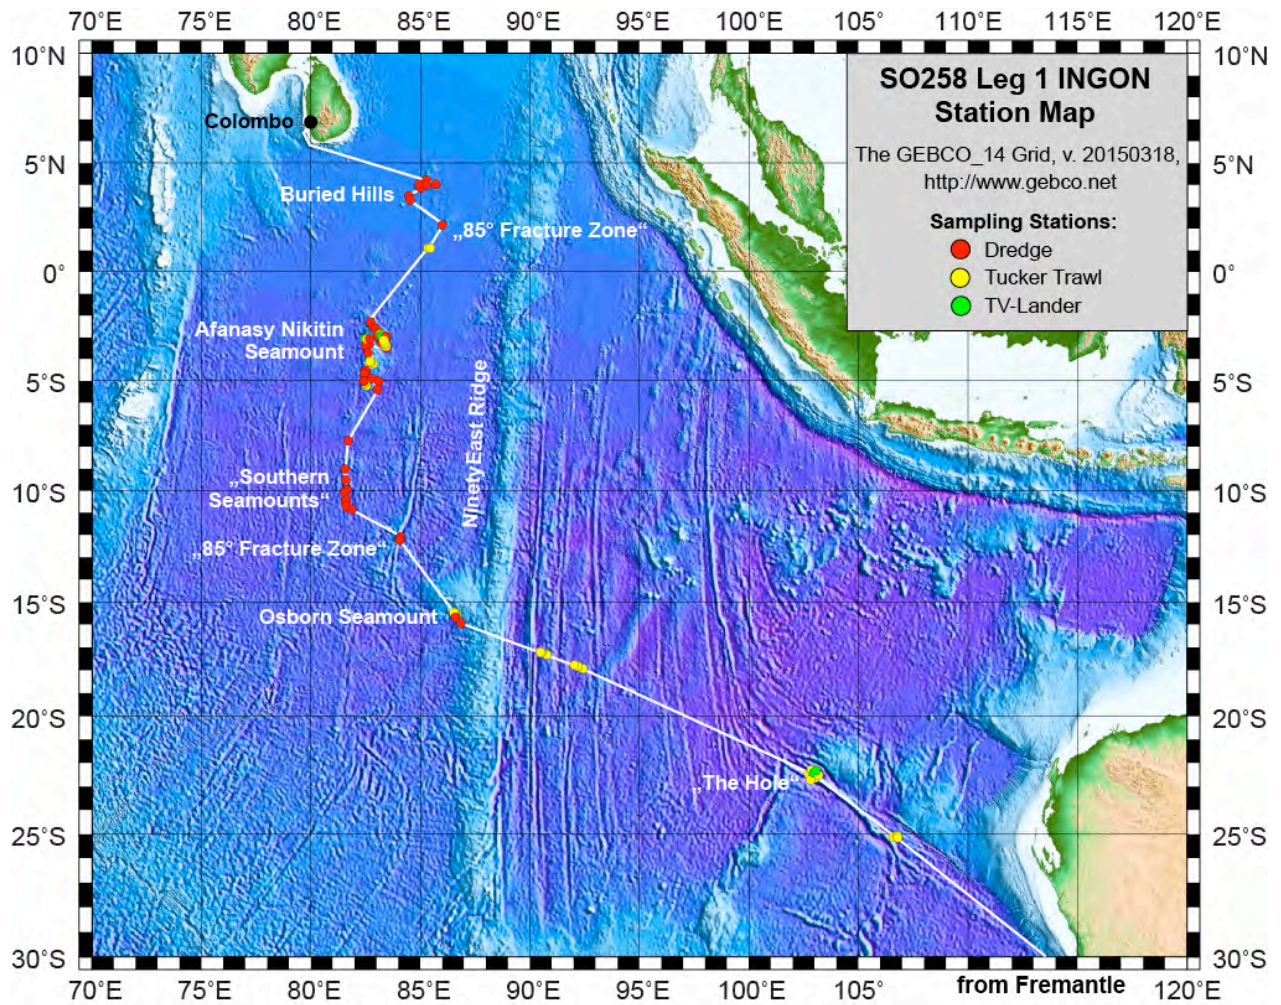 70°E 75°E 80°E 85°E 90°E 95°E 100°E 105°E 110°E 115°E 120°E
10°N 10°N
SO258 Leg 1 INGON
Station Map
The GEBCO_14 Grid, v. 20150318,
http://www.gebco.net
Sampling Stations:
Dredge
Tucker Trawl
TV-Lander
Colombo
5°N 5°N
Buried Hills
„85° Fracture Zone“
0° 0°
Afanasy Nikitin
Seamount
5°S 5°S
NinetyEast Ridge
„Southern
Seamounts“
10°S 10°S
„85° Fracture Zone“
15°S 15°S
Osborn Seamount
20°S 20°S
„The Hole“
25°S 25°S
30°S 30°S
from Fremantle
70°E 75°E 80°E 85°E 90°E 95°E 100°E 105°E 110°E 115°E 120°E